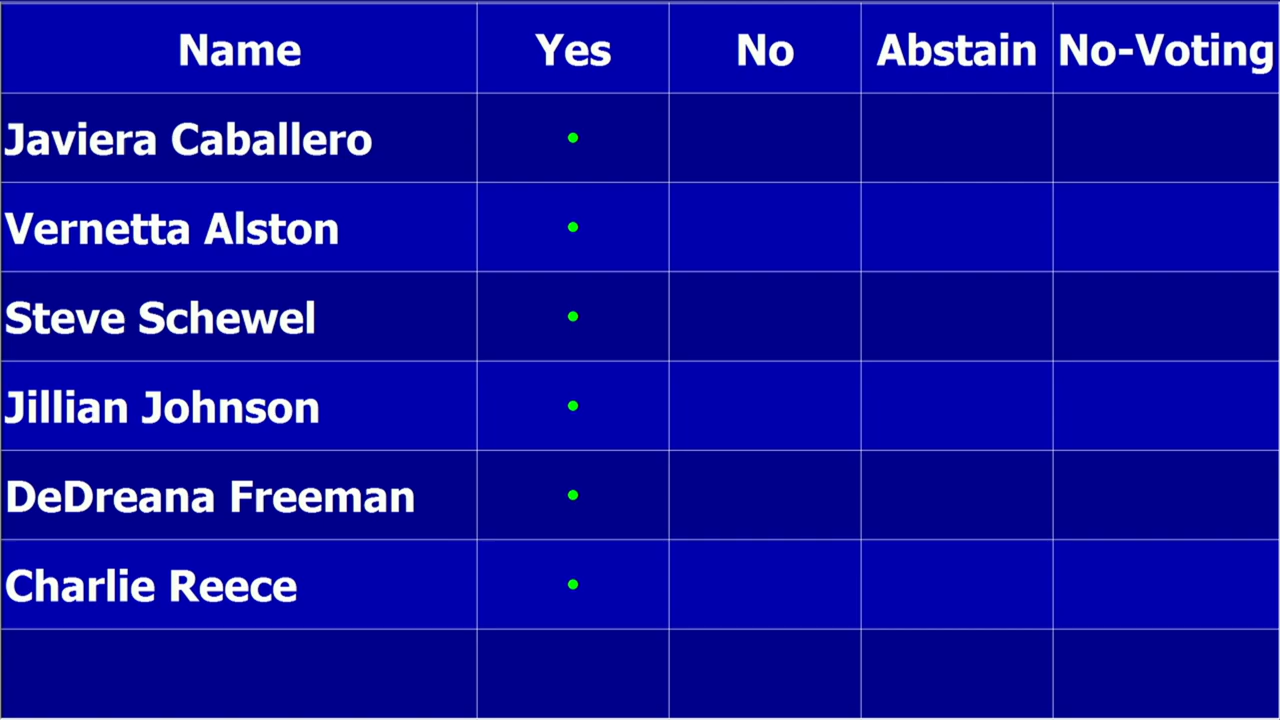 Name Yes No Abstain No-Voting
Javiera Caballero
Vernetta Alston
Steve Schewel
Jillian Johnson
DeDreana Freeman
Charlie Reece